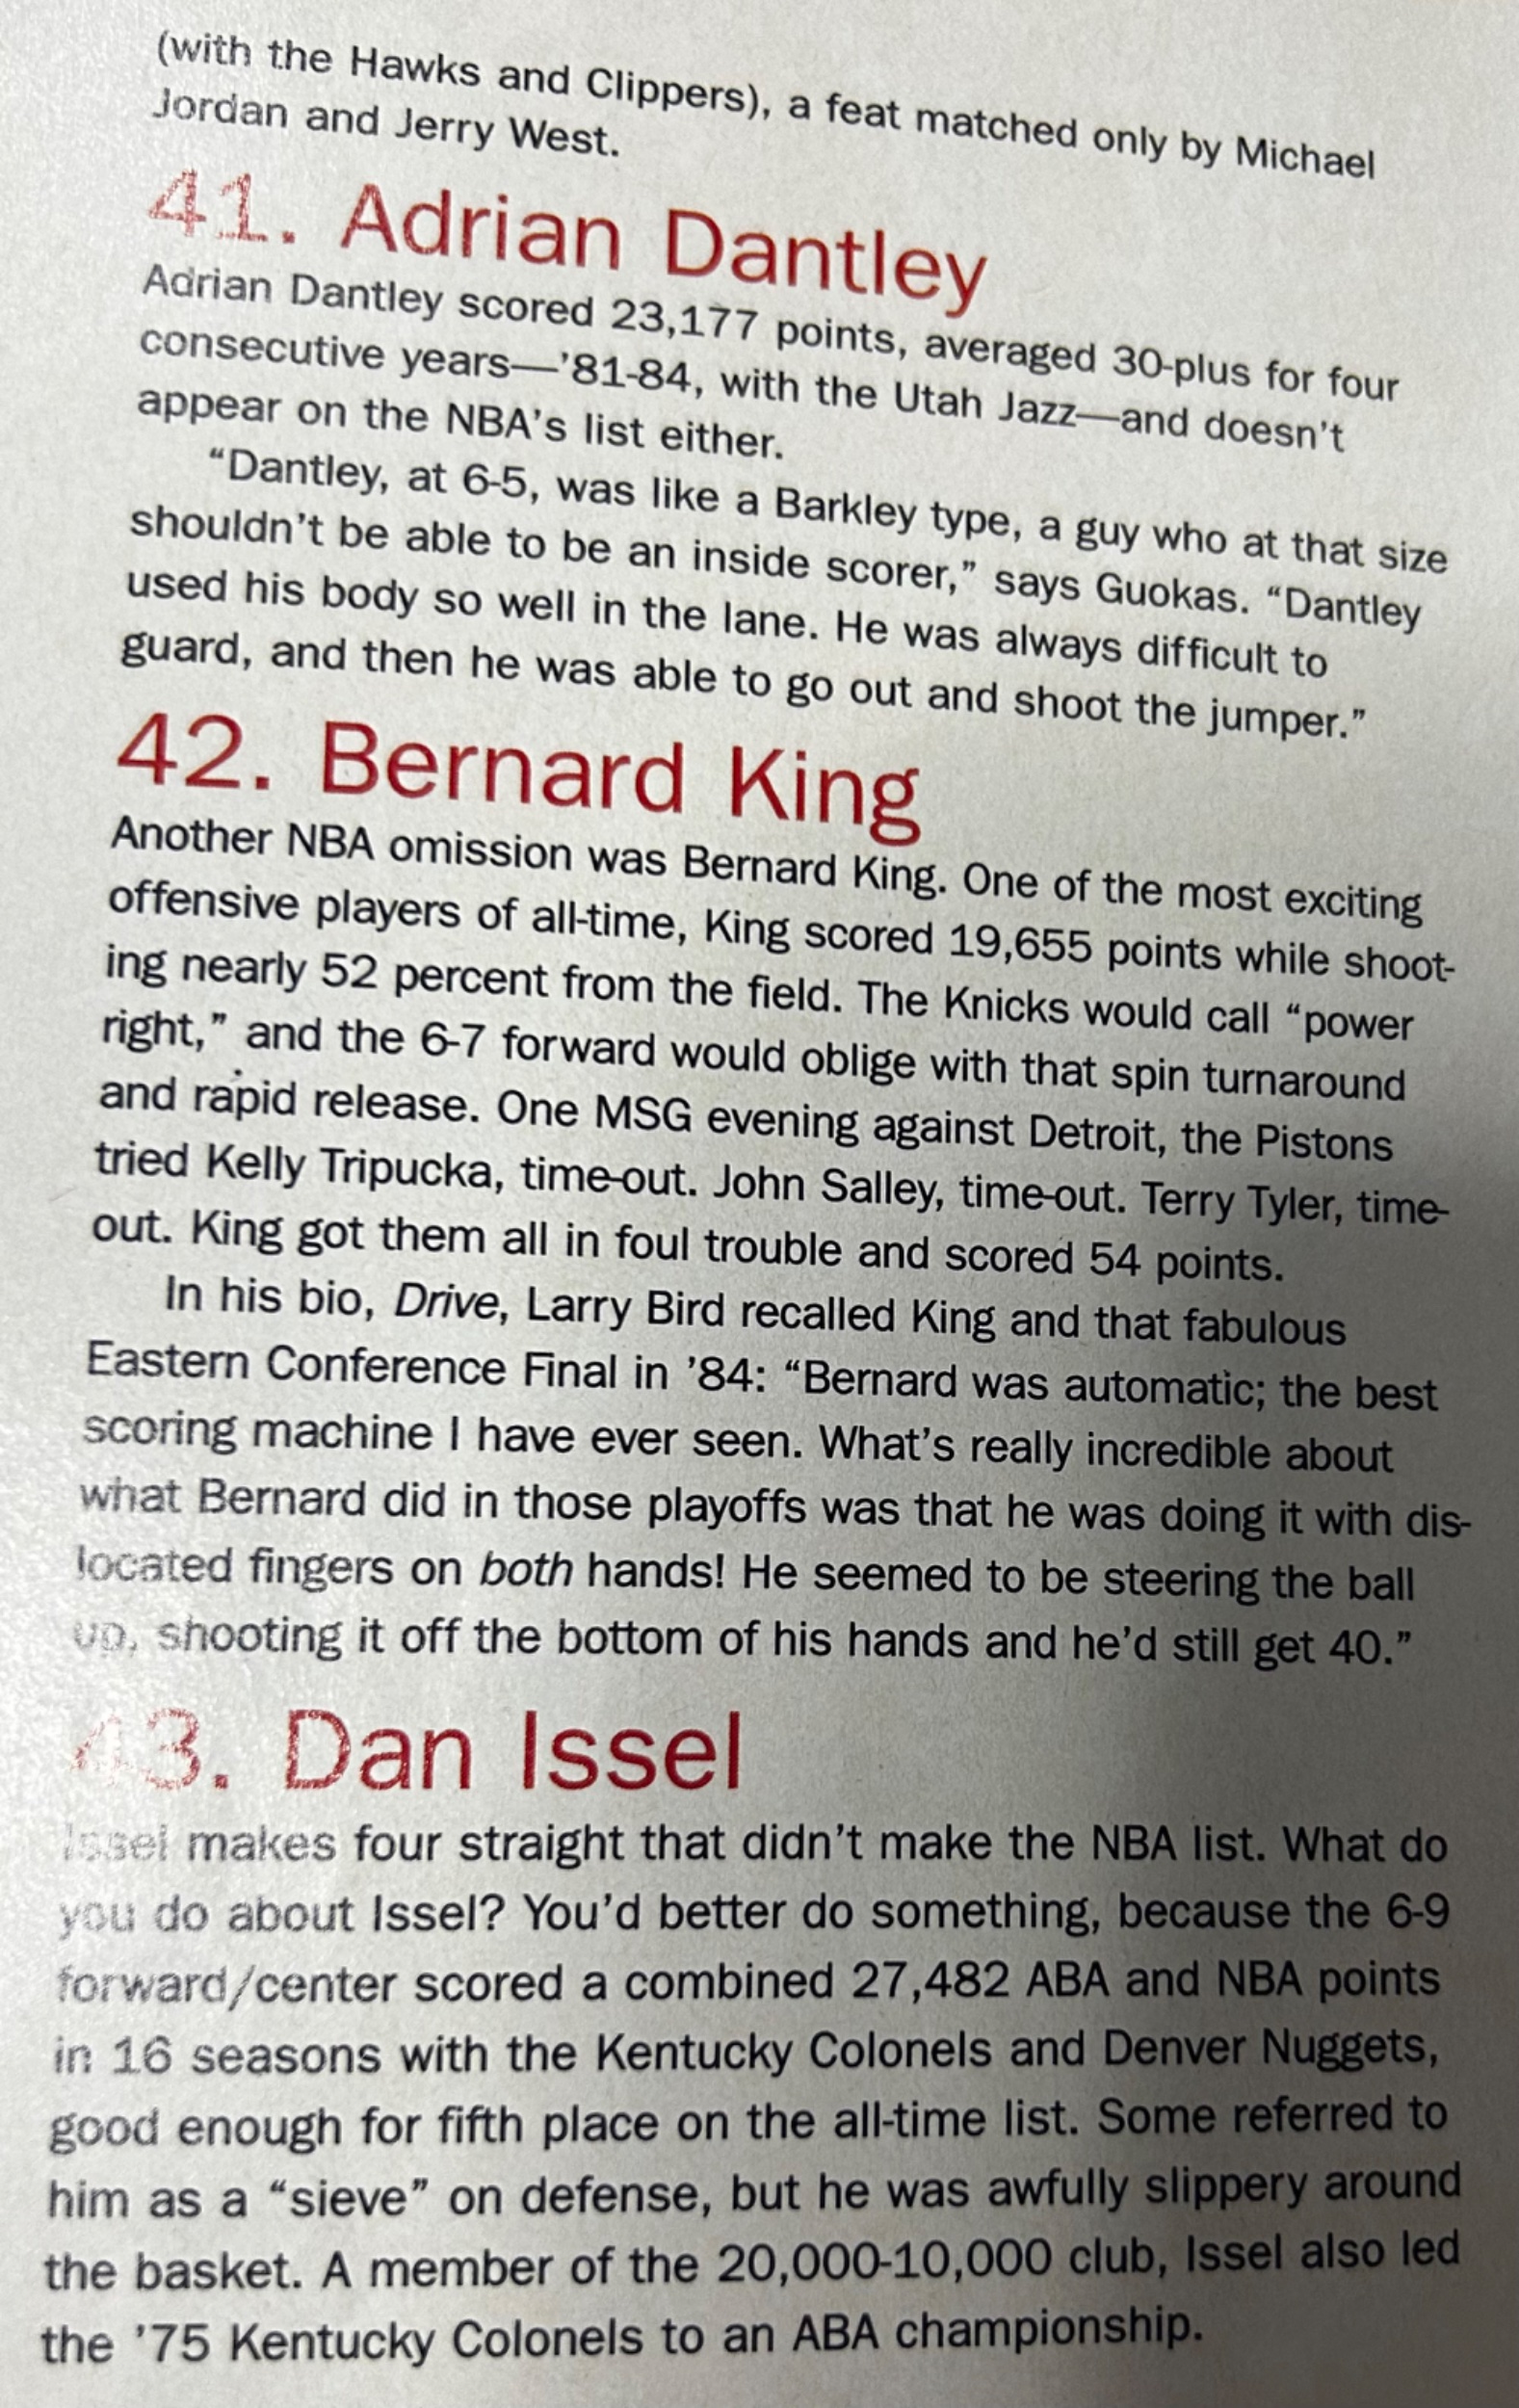 (with the Hawks and Clippers), a feat matched only by Michael
Jordan and Jerry West.
41. Adrian Dantley
Adrian Dantley scored 23,177 points, averaged 30-plus for four
consecutive years—’81-84, with the Utah Jazz—and doesn’t
appear on the NBA’s list either.
“Dantley, at 6-5, was like a Barkley type, a guy who at that size
shouldn’t be able to be an inside scorer,” says Guokas. “Dantley
used his body so well in the lane. He was always difficult to
guard, and then he was able to go out and shoot the jumper.”
42. Bernard King
Another NBA omission was Bernard King. One of the most exciting
offensive players of all-time, King scored 19,655 points while shoot-
ing nearly 52 percent from the field. The Knicks would call “power
right,” and the 6-7 forward would oblige with that spin turnaround
and rapid release. One MSG evening against Detroit, the Pistons
tried Kelly Tripucka, time-out. John Salley, time-out. Terry Tyler, time-
out. King got them all in foul trouble and scored 54 points.
In his bio, Drive, Larry Bird recalled King and that fabulous
Eastern Conference Final in ’84: “Bernard was automatic; the best
scoring machine I have ever seen. What’s really incredible about
what Bernard did in those playoffs was that he was doing it with dis-
located fingers on both hands! He seemed to be steering the ball
up, shooting it off the bottom of his hands and he’d still get 40.”
43. Dan Issel
Issel makes four straight that didn’t make the NBA list. What do
you do about Issel? You’d better do something, because the 6-9
forward/center scored a combined 27,482 ABA and NBA points
in 16 seasons with the Kentucky Colonels and Denver Nuggets,
good enough for fifth place on the all-time list. Some referred to
him as a “sieve” on defense, but he was awfully slippery around
the basket. A member of the 20,000-10,000 club, Issel also led
the ’75 Kentucky Colonels to an ABA championship.